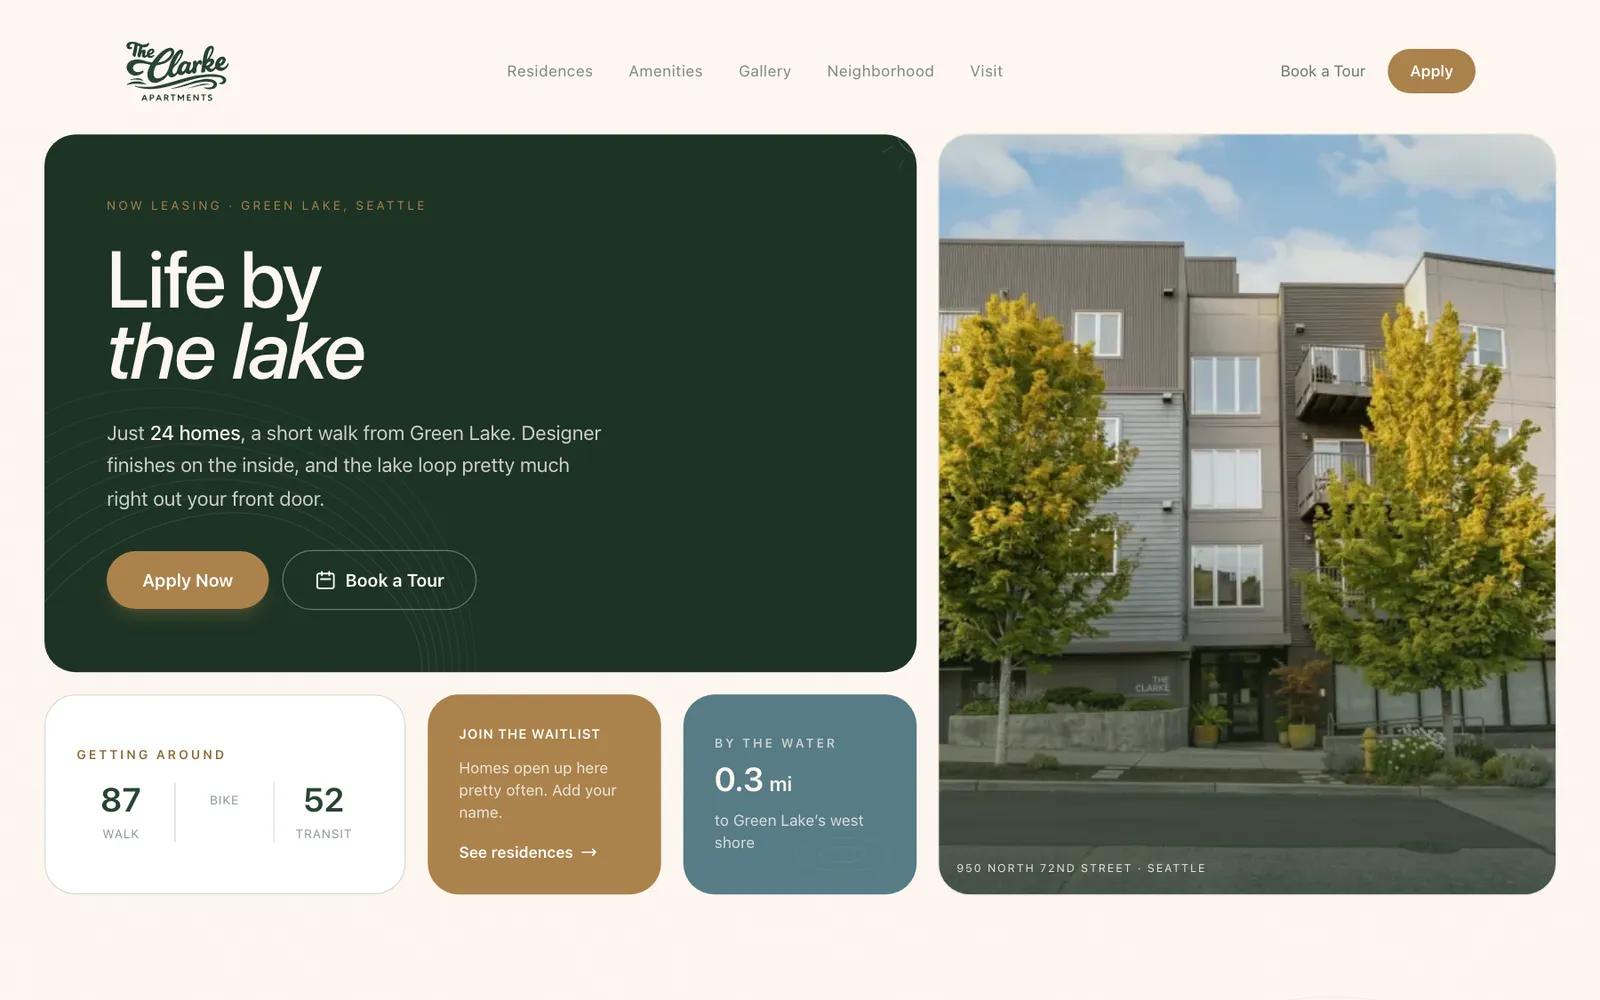 The
Clarke
APARTMENTS
Residences
Amenities
Gallery
Neighborhood
Visit
Book a Tour
Apply
NOW LEASING · GREEN LAKE, SEATTLE
Life by
the lake
Just 24 homes, a short walk from Green Lake. Designer
finishes on the inside, and the lake loop pretty much
right out your front door.
Apply Now
Book a Tour
GETTING AROUND
87
WALK
BIKE
52
TRANSIT
JOIN THE WAITLIST
Homes open up here
pretty often. Add your
name.
See residences →
BY THE WATER
0.3 mi
to Green Lake's west
shore
THE
CLARKE
950 NORTH 72ND STREET · SEATTLE